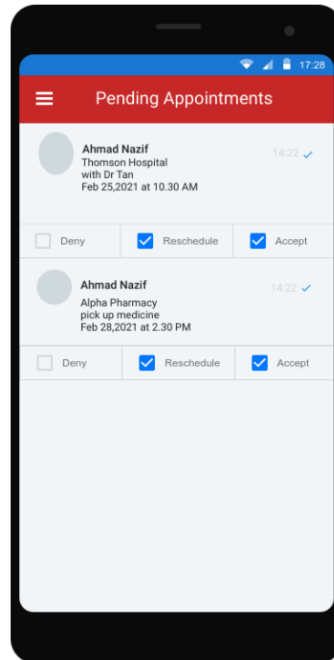 17:28
Pending Appointments
Ahmad Nazif 14:22
Thomson Hospital
with Dr Tan
Feb 25,2021 at 10.30 AM
Deny Reschedule Accept
Ahmad Nazif 14:22
Alpha Pharmacy
pick up medicine
Feb 28,2021 at 2.30 PM
Deny Reschedule Accept